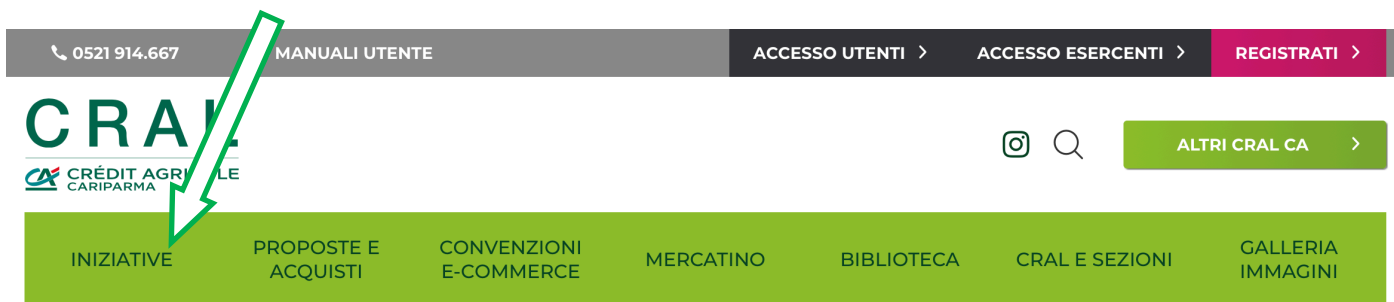 0521 914.667 MANUALI UTENTE ACCESSO UTENTI ACCESSO ESERCENTI REGISTRATI
CRAL
CRÉDIT AGRICOLE
CARIPARMA
ALTRI CRAL CA
INIZIATIVE
PROPOSTE E
ACQUISTI
CONVENZIONI
E-COMMERCE
MERCATINO
BIBLIOTECA
CRAL E SEZIONI
GALLERIA
IMMAGINI